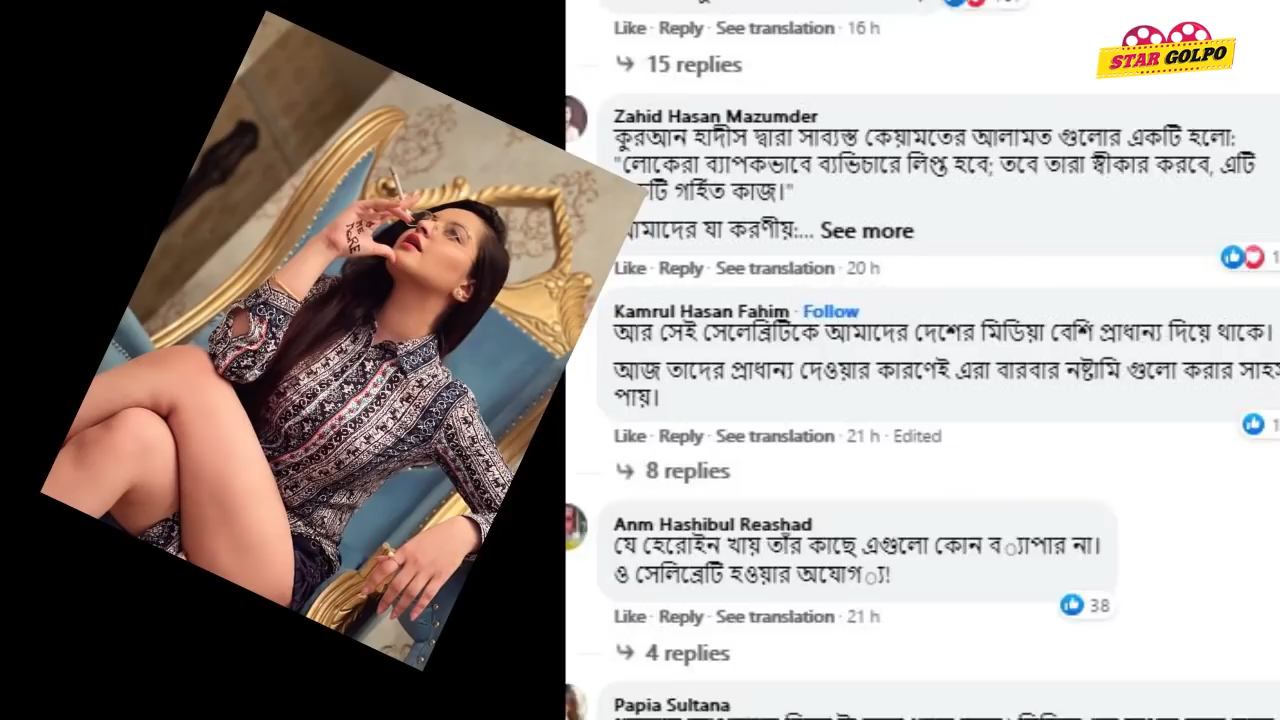 STAR GOLPO
Like · Reply · See translation · 16 h
15 replies
Zahid Hasan Mazumder
কুরআন হাদীস দ্বারা সাব্যস্ত কেয়ামতের আলামত গুলোর একটি হলো:
"লোকেরা ব্যাপকভাবে ব্যভিচারে লিপ্ত হবে; তবে তারা স্বীকার করবে, এটি
গর্হিত কাজ।"
যা করণীয়:... See more
Like · Reply · See translation · 20 h
Kamrul Hasan Fahim · Follow
আর সেই সেলেব্রিটিকে আমাদের দেশের মিডিয়া বেশি প্রাধান্য দিয়ে থাকে।
আজ তাদের প্রাধান্য দেওয়ার কারণেই এরা বারবার নষ্টামি গুলো করার
পায়।
Like · Reply · See translation · 21 h · Edited
8 replies
Anm Hashibul Reashad
যে হেরোইন খায় তাঁর কাছে এগুলো কোন ব্যাপার না।
ও সেলিব্রেটি হওয়ার অযোগ্য!
38
Like · Reply · See translation · 21 h
4 replies
Papia Sultana